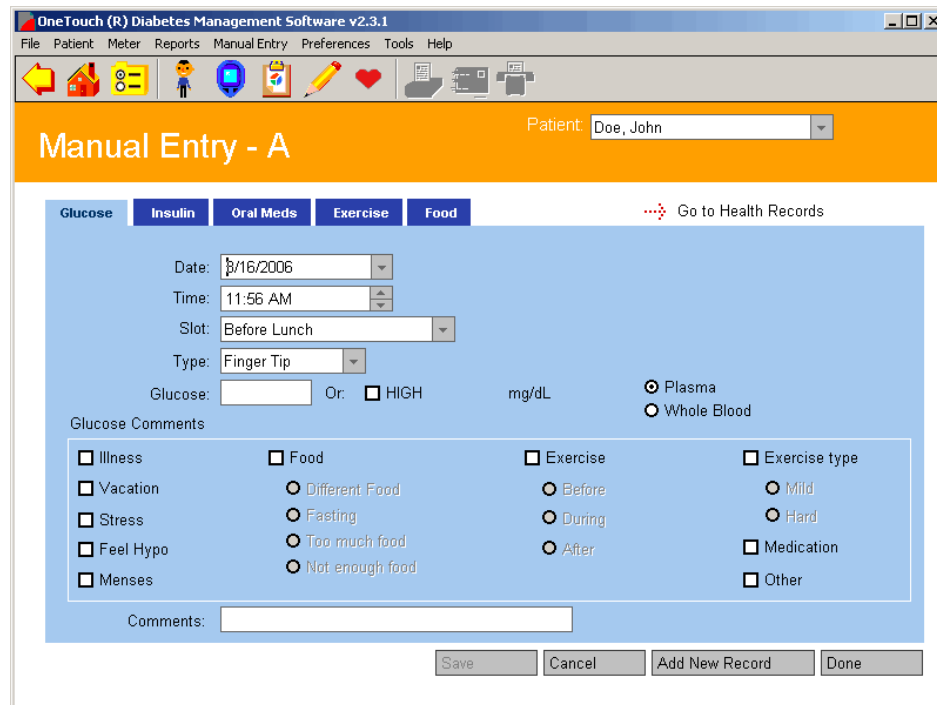 OneTouch (R) Diabetes Management Software v2.3.1
File Patient Meter Reports Manual Entry Preferences Tools Help
Manual Entry - A
Patient: Doe, John
Glucose Insulin Oral Meds Exercise Food
Go to Health Records
Date: 3/16/2006
Time: 11:56 AM
Slot: Before Lunch
Type: Finger Tip
Glucose: Or: HIGH mg/dL Plasma
Whole Blood
Glucose Comments
Illness Food Exercise Exercise type
Vacation Different Food Before Mild
Stress Fasting During Hard
Feel Hypo Too much food After Medication
Menses Not enough food Other
Comments:
Save Cancel Add New Record Done